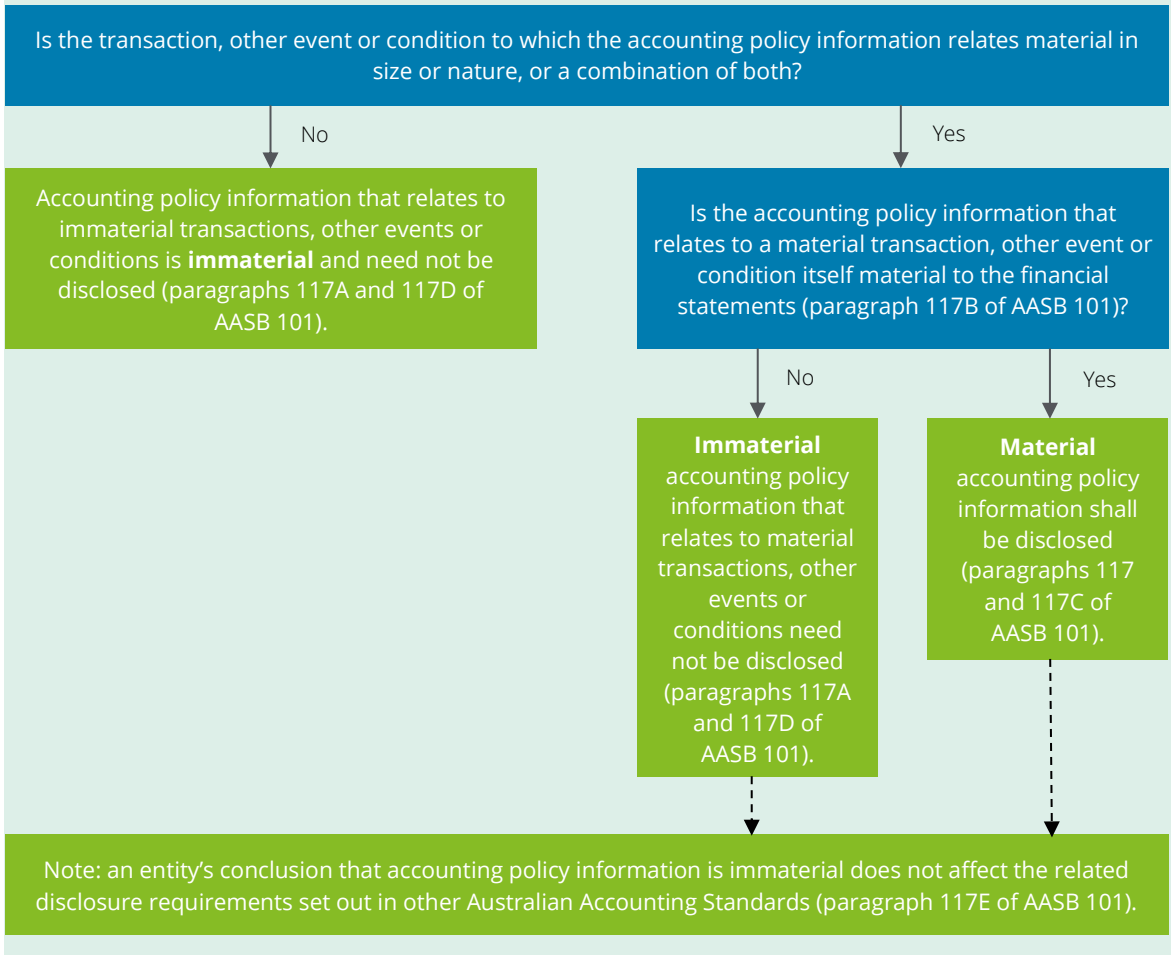 Is the transaction, other event or condition to which the accounting policy information relates material in
size or nature, or a combination of both?
No
Yes
Accounting policy information that relates to
immaterial transactions, other events or
conditions is immaterial and need not be
disclosed (paragraphs 117A and 117D of
AASB 101).
Is the accounting policy information that
relates to a material transaction, other event or
condition itself material to the financial
statements (paragraph 117B of AASB 101)?
No
Yes
Immaterial
accounting policy
information that
relates to material
transactions, other
events or
conditions need
not be disclosed
(paragraphs 117A
and 117D of
AASB 101).
Material
accounting policy
information shall
be disclosed
(paragraphs 117
and 117C of
AASB 101).
Note: an entity’s conclusion that accounting policy information is immaterial does not affect the related
disclosure requirements set out in other Australian Accounting Standards (paragraph 117E of AASB 101).